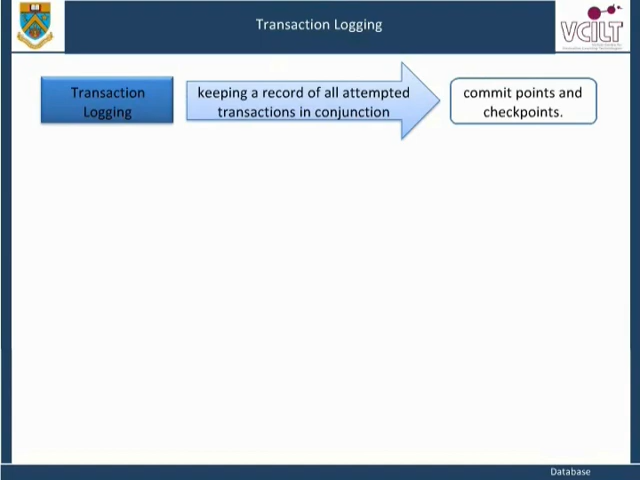 Transaction Logging
VCILT
Transaction
Logging
keeping a record of all attempted
transactions in conjunction
commit points and
checkpoints.
Database